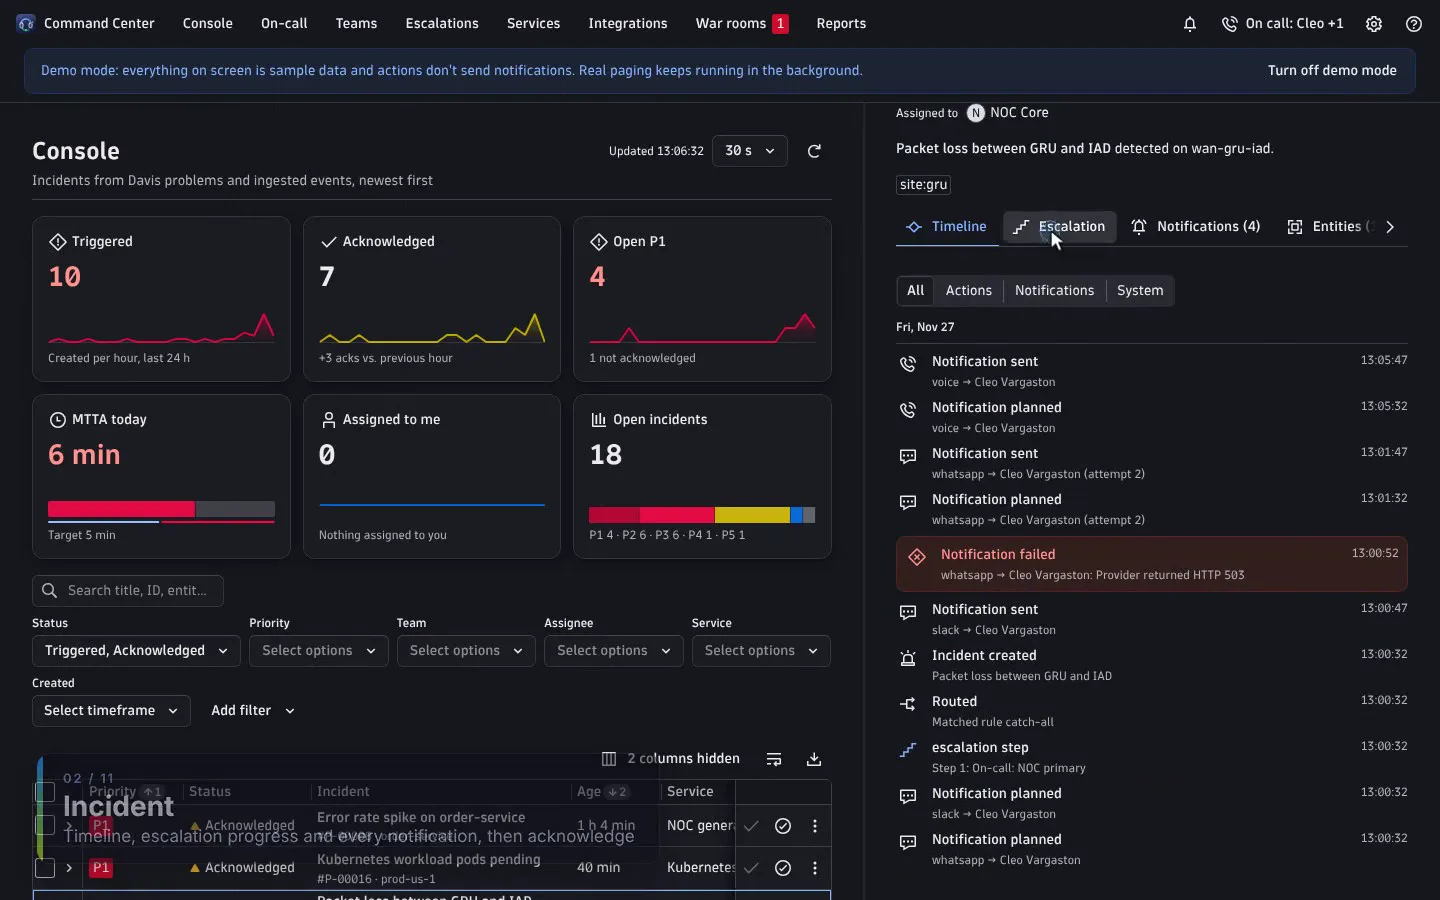 Command Center Console On-call Teams Escalations Services Integrations War rooms 1 Reports On call: Cleo +1
Demo mode: everything on screen is sample data and actions don't send notifications. Real paging keeps running in the background. Turn off demo mode
Console
Updated 13:06:32 30 s
Incidents from Davis problems and ingested events, newest first
Triggered
10
Created per hour, last 24 h
Acknowledged
7
+3 acks vs. previous hour
Open P1
4
1 not acknowledged
MTTA today
6 min
Target 5 min
Assigned to me
0
Nothing assigned to you
Open incidents
18
P1 4 · P2 6 · P3 6 · P4 1 · P5 1
Search title, ID, entit...
Status Priority Team Assignee Service
Triggered, Acknowledged Select options Select options Select options Select options
Created
Select timeframe Add filter
2 columns hidden
02 / 11
Incident
Timeline, escalation progress and every notification, then acknowledge
Priority ↑1 Status Incident Age ↓2 Service
P1 Acknowledged Error rate spike on order-service 1 h 4 min NOC gener
P1 Acknowledged Kubernetes workload pods pending 40 min Kubernetes
#P-00016 · prod-us-1
Packet loss between GRU and IAD
Assigned to N NOC Core
Packet loss between GRU and IAD detected on wan-gru-iad.
site:gru
Timeline Escalation Notifications (4) Entities (1
All Actions Notifications System
Fri, Nov 27
Notification sent 13:05:47
voice → Cleo Vargaston
Notification planned 13:05:32
voice → Cleo Vargaston
Notification sent 13:01:47
whatsapp → Cleo Vargaston (attempt 2)
Notification planned 13:01:32
whatsapp → Cleo Vargaston (attempt 2)
Notification failed 13:00:52
whatsapp → Cleo Vargaston: Provider returned HTTP 503
Notification sent 13:00:47
slack → Cleo Vargaston
Incident created 13:00:32
Packet loss between GRU and IAD
Routed 13:00:32
Matched rule catch-all
escalation step 13:00:32
Step 1: On-call: NOC primary
Notification planned 13:00:32
slack → Cleo Vargaston
Notification planned 13:00:32
whatsapp → Cleo Vargaston